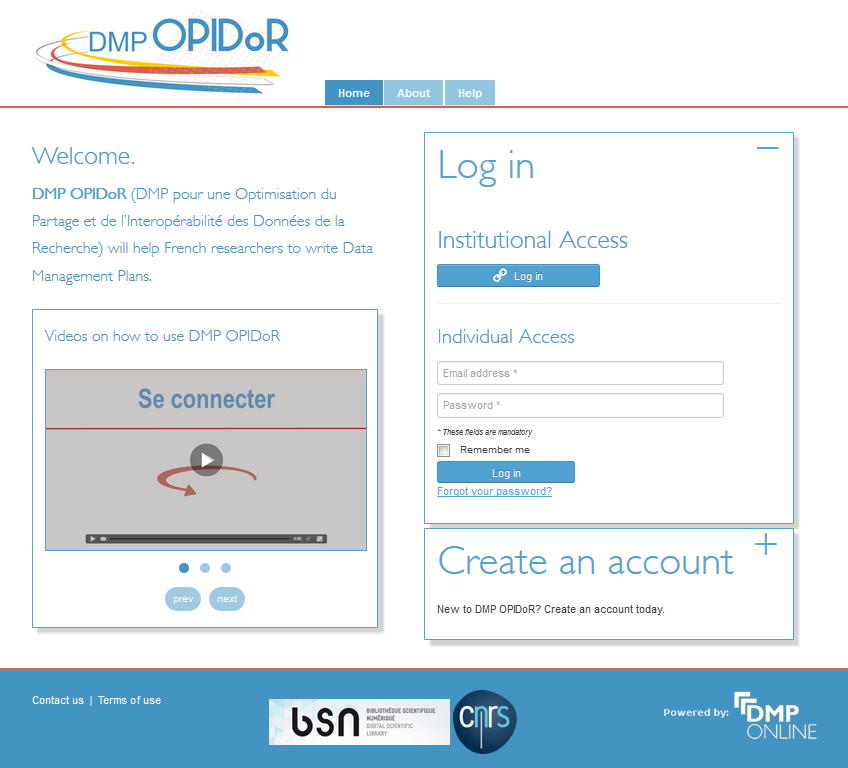 DMP OPIDoR
Home
About
Help
Welcome.
DMP OPIDoR (DMP pour une Optimisation du
Partage et de l'Interopérabilité des Données de la
Recherche) will help French researchers to write Data
Management Plans.
Videos on how to use DMP OPIDoR
Se connecter
prev
next
Log in
Institutional Access
Log in
Individual Access
Email address *
Password *
* These fields are mandatory
Remember me
Log in
Forgot your password?
Create an account
New to DMP OPIDoR? Create an account today.
Contact us | Terms of use
bsn
BIBLIOTHÈQUE SCIENTIFIQUE
NUMÉRIQUE
DIGITAL SCIENTIFIC
LIBRARY
cnrs
Powered by:
DMP
ONLINE